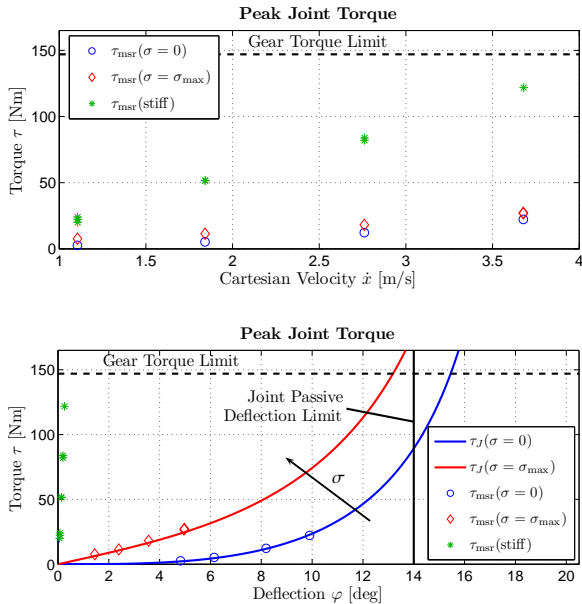 Peak Joint Torque
Gear Torque Limit
τmsr(σ = 0)
τmsr(σ = σmax)
τmsr(stiff)
Torque τ [Nm]
150
100
50
0
1
1.5
2
2.5
3
3.5
4
Cartesian Velocity ẋ [m/s]
Peak Joint Torque
Gear Torque Limit
Joint Passive
Deflection Limit
σ
τJ(σ = 0)
τJ(σ = σmax)
τmsr(σ = 0)
τmsr(σ = σmax)
τmsr(stiff)
Torque τ [Nm]
150
100
50
0
0
2
4
6
8
10
12
14
16
18
20
Deflection φ [deg]